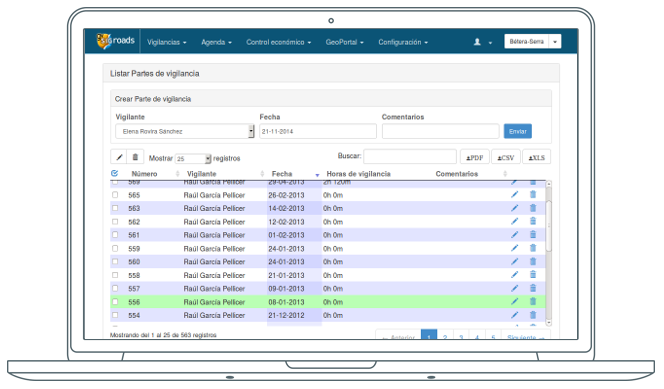 sigroads Vigilancias Agenda Control económico GeoPortal Configuración Bétera-Serra
Listar Partes de vigilancia
Crear Parte de vigilancia
Vigilante Fecha Comentarios
Elena Rovira Sánchez 21-11-2014 Enviar
Mostrar 25 registros Buscar: PDF CSV XLS
Número Vigilante Fecha Horas de vigilancia Comentarios
569 Raúl García Pellicer 29-04-2013 2h 120m
565 Raúl García Pellicer 26-02-2013 0h 0m
563 Raúl García Pellicer 14-02-2013 0h 0m
562 Raúl García Pellicer 12-02-2013 0h 0m
561 Raúl García Pellicer 01-02-2013 0h 0m
559 Raúl García Pellicer 24-01-2013 0h 0m
560 Raúl García Pellicer 24-01-2013 0h 0m
558 Raúl García Pellicer 21-01-2013 0h 0m
557 Raúl García Pellicer 09-01-2013 0h 0m
556 Raúl García Pellicer 08-01-2013 0h 0m
554 Raúl García Pellicer 21-12-2012 0h 0m
Mostrando del 1 al 25 de 563 registros ← Anterior 1 2 3 4 5 Siguiente →